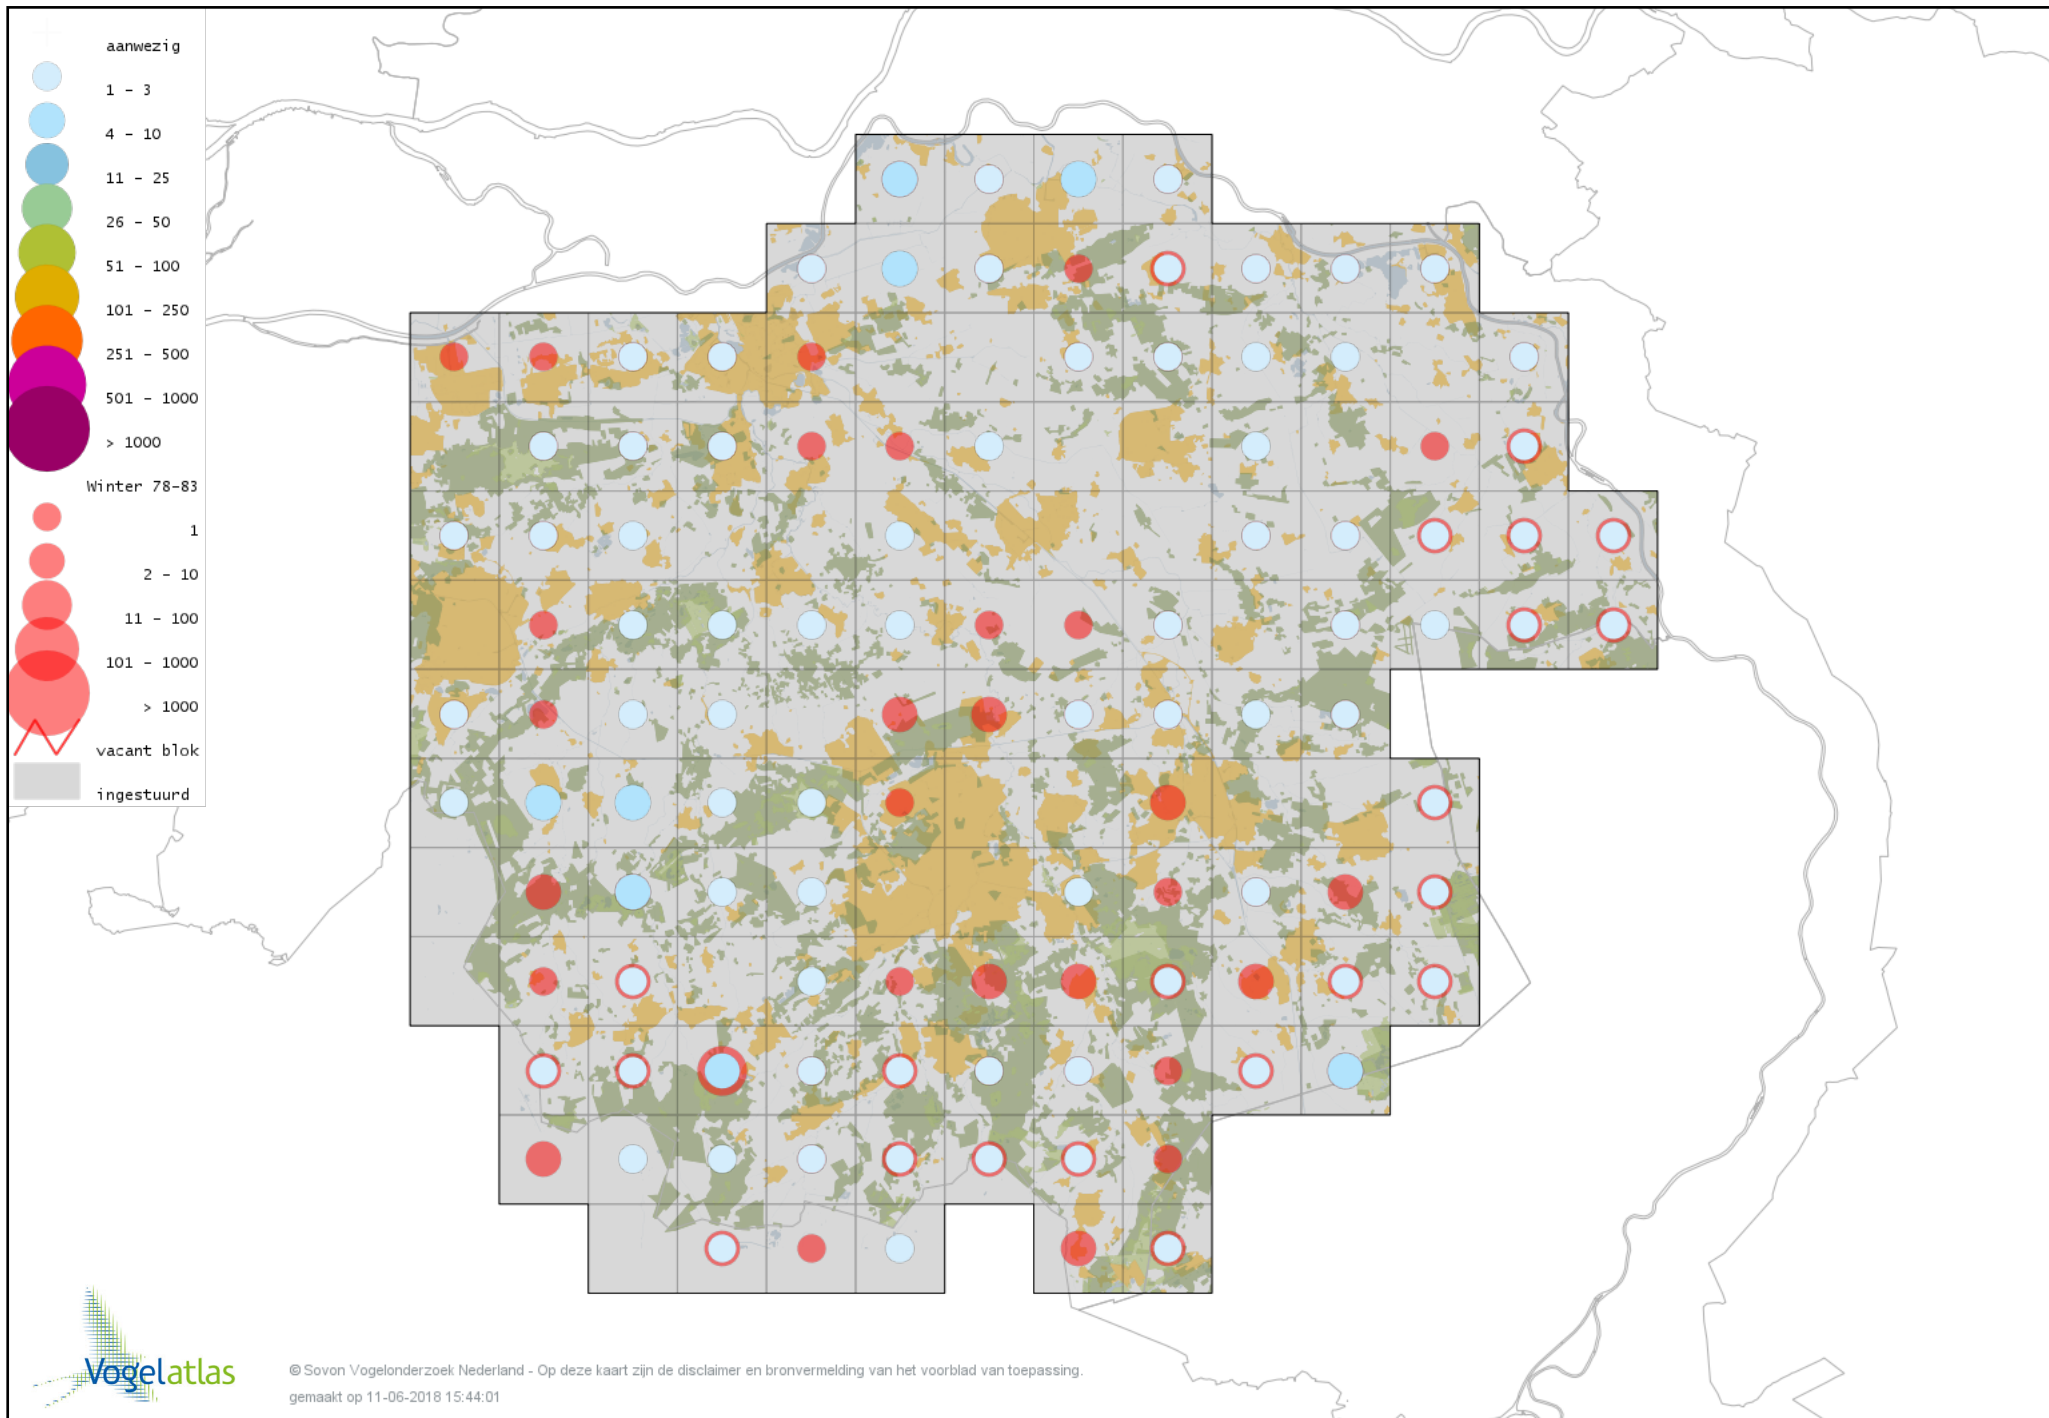 aanwezig
1 - 3
4 - 10
11 - 25
26 - 50
51 - 100
101 - 250
251 - 500
501 - 1000
> 1000
Winter 78-83
1
2 - 10
11 - 100
101 - 1000
> 1000
vacant blok
ingestuurd
Vogelatlas
© Sovon Vogelonderzoek Nederland - Op deze kaart zijn de disclaimer en bronvermelding van het voorblad van toepassing.
gemaakt op 11-06-2018 15:44:01